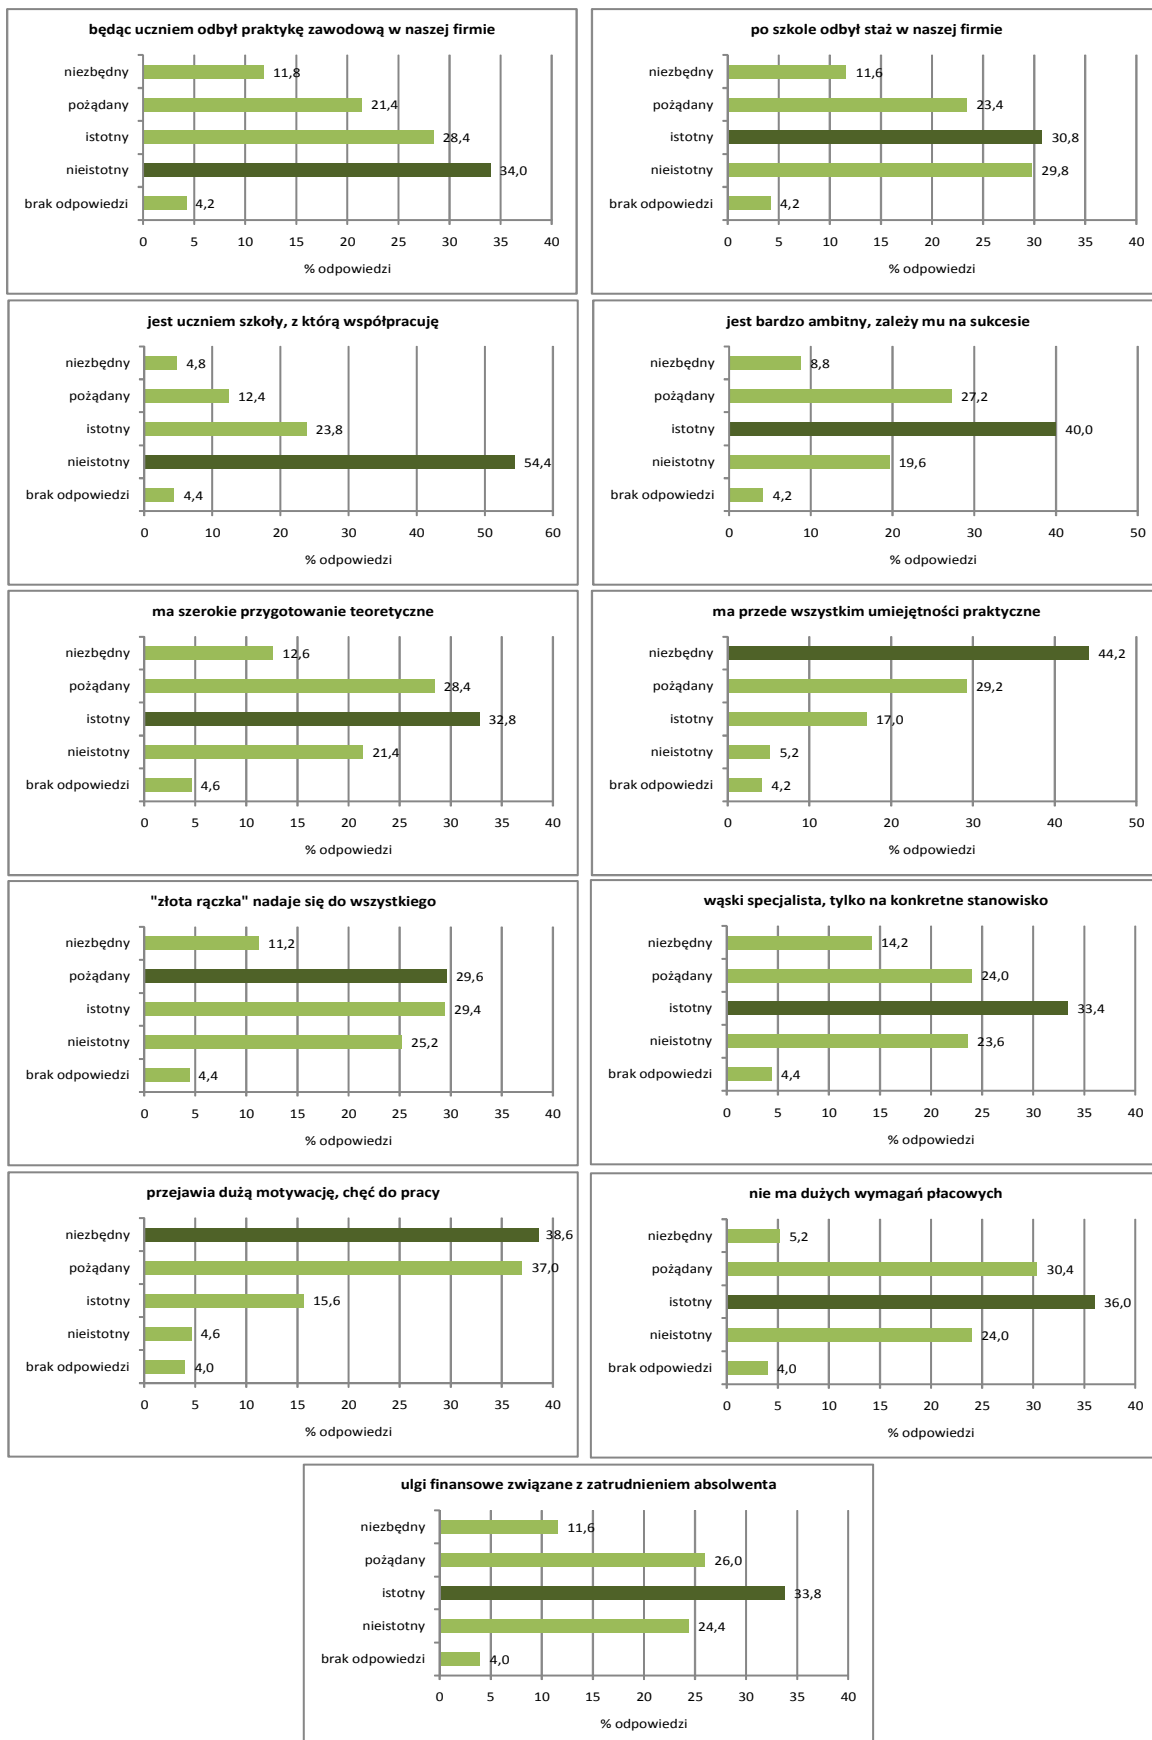 będąc uczniem odbył praktykę zawodową w naszej firmie
niezbędny 11,8
pożądany 21,4
istotny 28,4
nieistotny 34,0
brak odpowiedzi 4,2
0 5 10 15 20 25 30 35 40
% odpowiedzi
po szkole odbył staż w naszej firmie
niezbędny 11,6
pożądany 23,4
istotny 30,8
nieistotny 29,8
brak odpowiedzi 4,2
0 5 10 15 20 25 30 35 40
% odpowiedzi
jest uczniem szkoły, z którą współpracuję
niezbędny 4,8
pożądany 12,4
istotny 23,8
nieistotny 54,4
brak odpowiedzi 4,4
0 10 20 30 40 50 60
% odpowiedzi
jest bardzo ambitny, zależy mu na sukcesie
niezbędny 8,8
pożądany 27,2
istotny 40,0
nieistotny 19,6
brak odpowiedzi 4,2
0 10 20 30 40 50
% odpowiedzi
ma szerokie przygotowanie teoretyczne
niezbędny 12,6
pożądany 28,4
istotny 32,8
nieistotny 21,4
brak odpowiedzi 4,6
0 5 10 15 20 25 30 35 40
% odpowiedzi
ma przede wszystkim umiejętności praktyczne
niezbędny 44,2
pożądany 29,2
istotny 17,0
nieistotny 5,2
brak odpowiedzi 4,2
0 10 20 30 40 50
% odpowiedzi
"złota rączka" nadaje się do wszystkiego
niezbędny 11,2
pożądany 29,6
istotny 29,4
nieistotny 25,2
brak odpowiedzi 4,4
0 5 10 15 20 25 30 35 40
% odpowiedzi
wąski specjalista, tylko na konkretne stanowisko
niezbędny 14,2
pożądany 24,0
istotny 33,4
nieistotny 23,6
brak odpowiedzi 4,4
0 5 10 15 20 25 30 35 40
% odpowiedzi
przejawia dużą motywację, chęć do pracy
niezbędny 38,6
pożądany 37,0
istotny 15,6
nieistotny 4,6
brak odpowiedzi 4,0
0 5 10 15 20 25 30 35 40
% odpowiedzi
nie ma dużych wymagań płacowych
niezbędny 5,2
pożądany 30,4
istotny 36,0
nieistotny 24,0
brak odpowiedzi 4,0
0 5 10 15 20 25 30 35 40
% odpowiedzi
ulgi finansowe związane z zatrudnieniem absolwenta
niezbędny 11,6
pożądany 26,0
istotny 33,8
nieistotny 24,4
brak odpowiedzi 4,0
0 5 10 15 20 25 30 35 40
% odpowiedzi